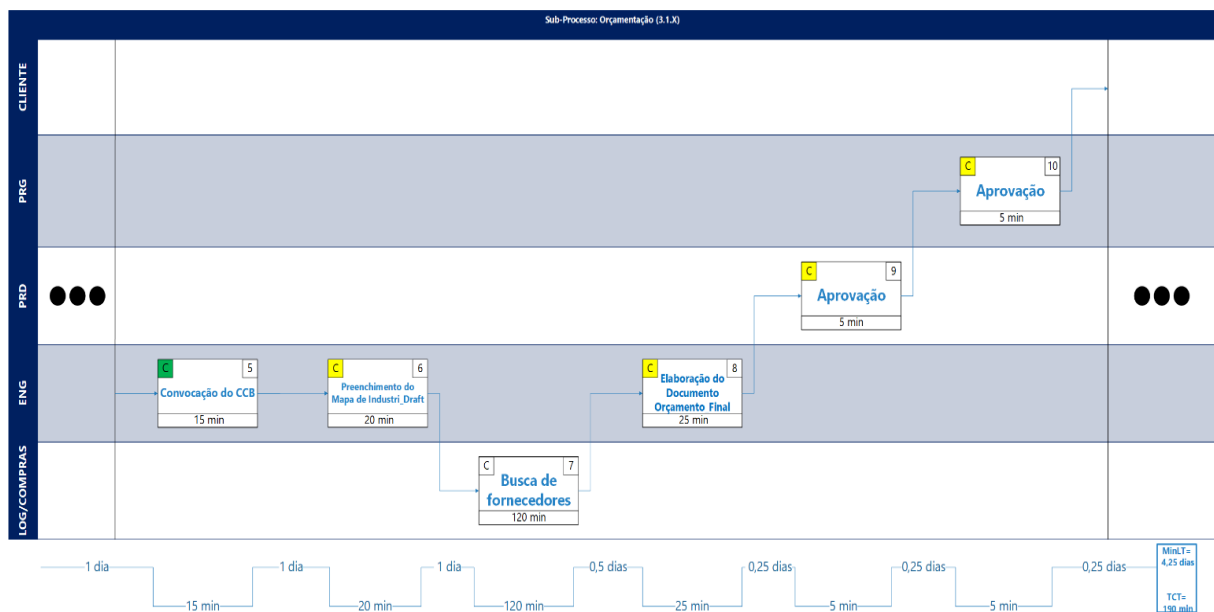 Sub-Processo: Orçamentação (3.1.X)
CLIENTE
PRG
C 10
Aprovação
5 min
PRD
C 9
Aprovação
5 min
ENG
C 5
Convocação do CCB
15 min
C 6
Preenchimento do
Mapa de Industri_Draft
20 min
C 8
Elaboração do
Documento
Orçamento Final
25 min
LOG/COMPRAS
C 7
Busca de
fornecedores
120 min
1 dia 1 dia 1 dia 0,5 dias 0,25 dias 0,25 dias 0,25 dias
15 min 20 min 120 min 25 min 5 min 5 min
MinLT=
4,25 dias
TCT=
190 min